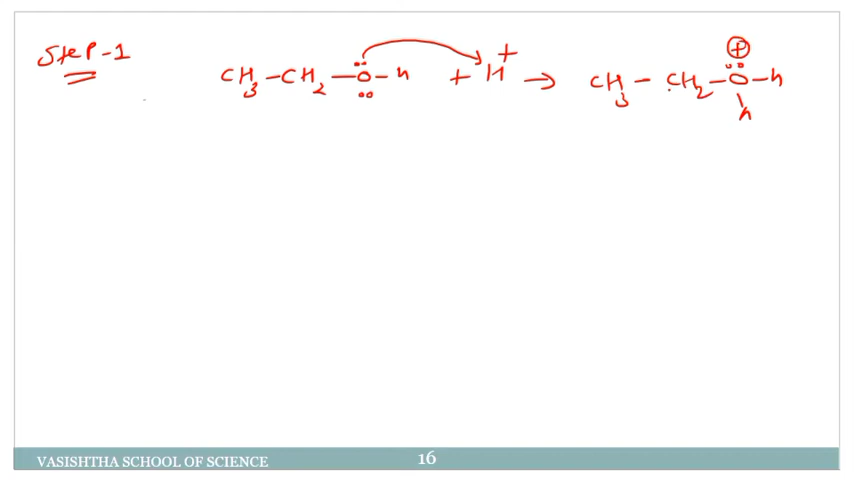 Step-1
CH3-CH2-O-H + H+ → CH3-CH2-O-H
⊕
H
VASISHTHA SCHOOL OF SCIENCE 16